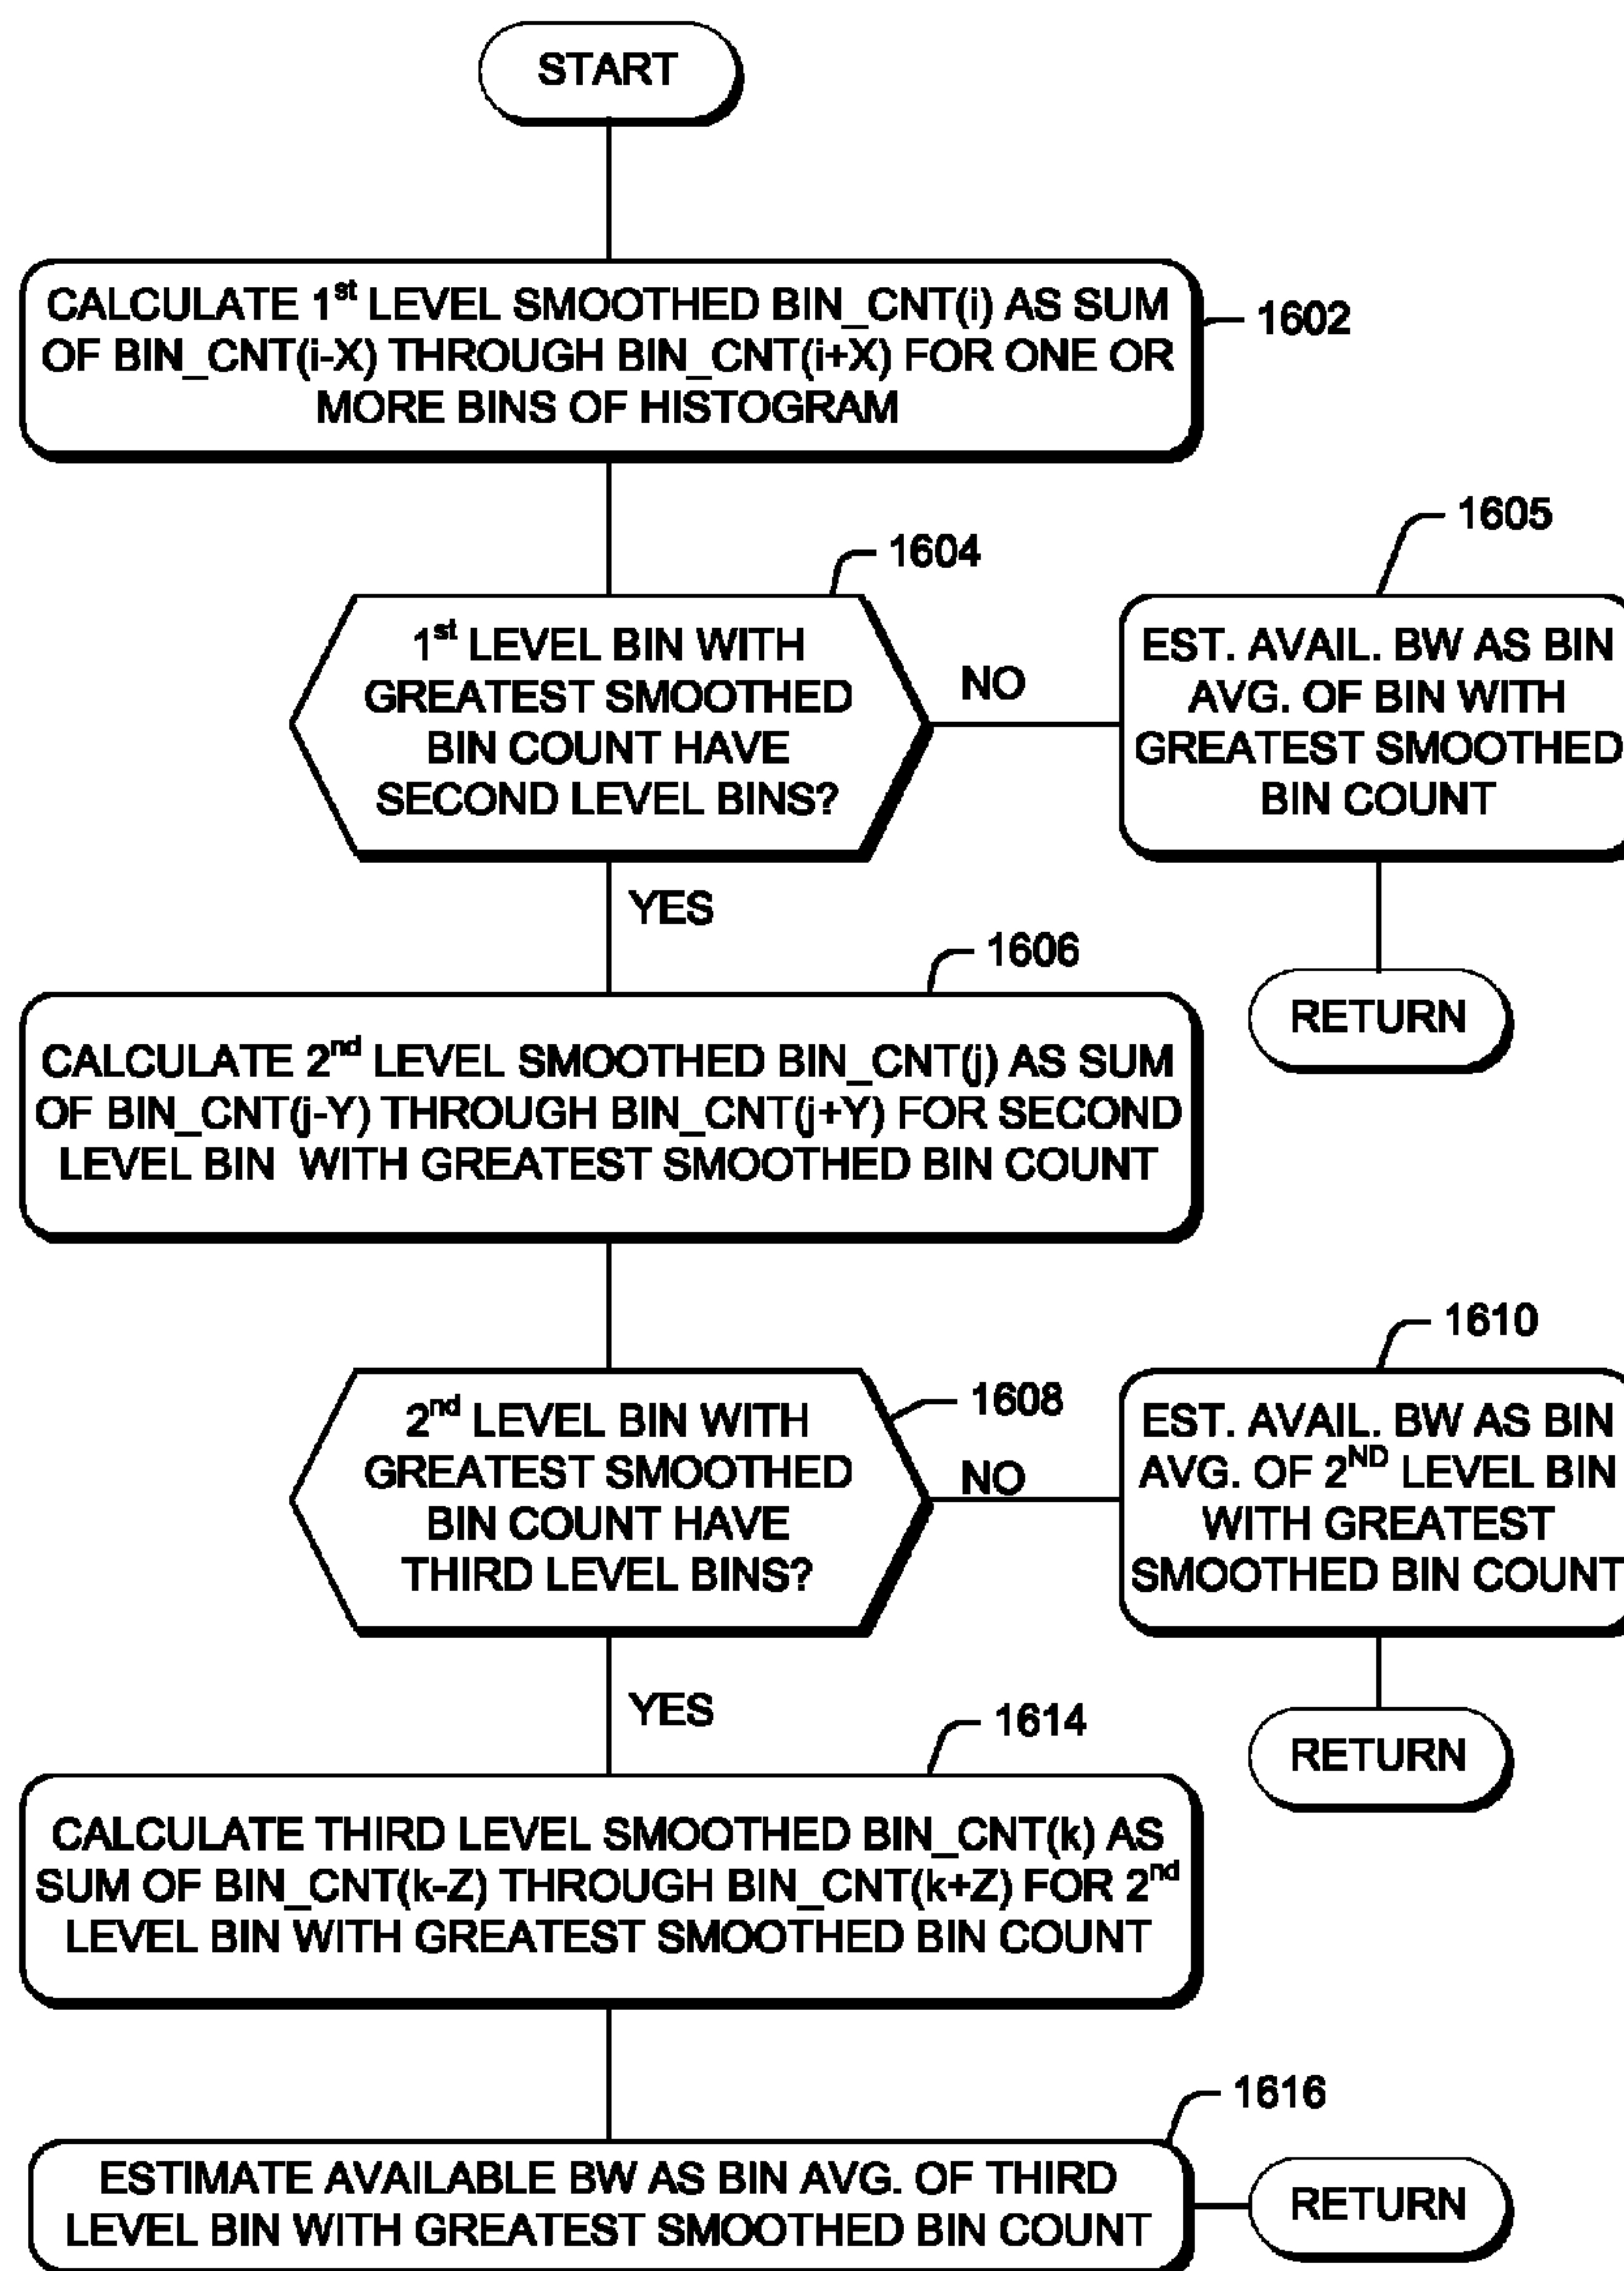 START
CALCULATE 1st LEVEL SMOOTHED BIN_CNT(i) AS SUM
OF BIN_CNT(i-X) THROUGH BIN_CNT(i+X) FOR ONE OR
MORE BINS OF HISTOGRAM
1602
1604
1st LEVEL BIN WITH
GREATEST SMOOTHED
BIN COUNT HAVE
SECOND LEVEL BINS?
NO
1605
EST. AVAIL. BW AS BIN
AVG. OF BIN WITH
GREATEST SMOOTHED
BIN COUNT
RETURN
YES
1606
CALCULATE 2nd LEVEL SMOOTHED BIN_CNT(j) AS SUM
OF BIN_CNT(j-Y) THROUGH BIN_CNT(j+Y) FOR SECOND
LEVEL BIN WITH GREATEST SMOOTHED BIN COUNT
1608
2nd LEVEL BIN WITH
GREATEST SMOOTHED
BIN COUNT HAVE
THIRD LEVEL BINS?
NO
1610
EST. AVAIL. BW AS BIN
AVG. OF 2ND LEVEL BIN
WITH GREATEST
SMOOTHED BIN COUNT
RETURN
YES
1614
CALCULATE THIRD LEVEL SMOOTHED BIN_CNT(k) AS
SUM OF BIN_CNT(k-Z) THROUGH BIN_CNT(k+Z) FOR 2nd
LEVEL BIN WITH GREATEST SMOOTHED BIN COUNT
1616
ESTIMATE AVAILABLE BW AS BIN AVG. OF THIRD
LEVEL BIN WITH GREATEST SMOOTHED BIN COUNT
RETURN